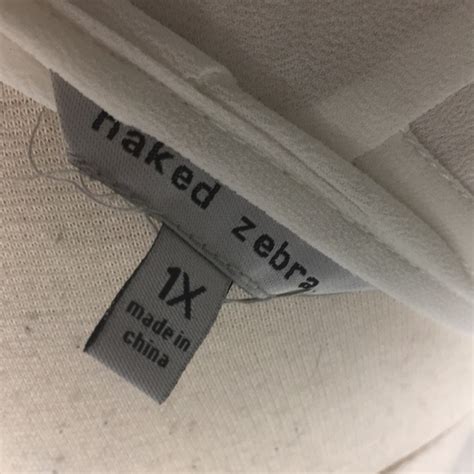 naked zebra
1X
made in
china